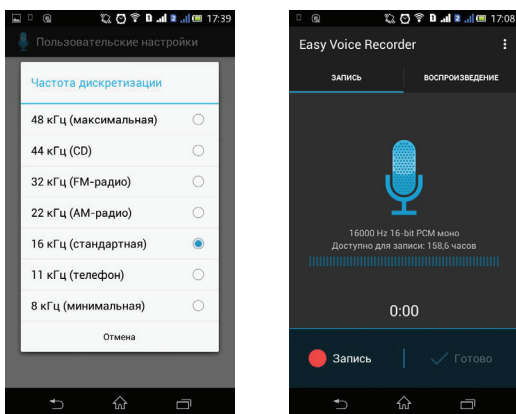 17:39
Пользовательские настройки
Частота дискретизации
48 кГц (максимальная)
44 кГц (CD)
32 кГц (FM-радио)
22 кГц (AM-радио)
16 кГц (стандартная)
11 кГц (телефон)
8 кГц (минимальная)
Отмена
17:08
Easy Voice Recorder
ЗАПИСЬ ВОСПРОИЗВЕДЕНИЕ
16000 Hz 16-bit PCM моно
Доступно для записи: 158,6 часов
0:00
Запись Готово